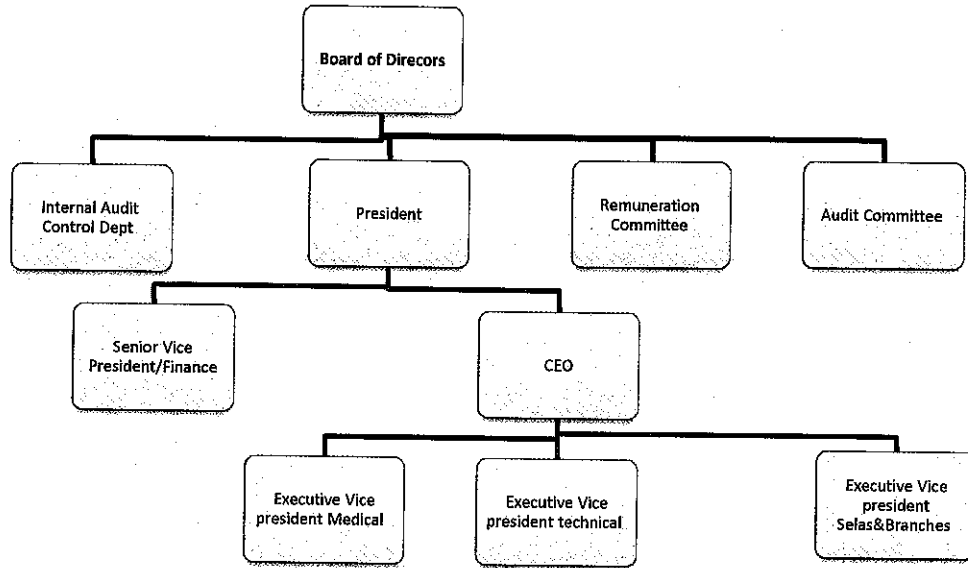 Board of Direcors
Internal Audit
Control Dept
President
Remuneration
Committee
Audit Committee
Senior Vice
President/Finance
CEO
Executive Vice
president Medical
Executive Vice
president technical
Executive Vice
president
Selas&Branches